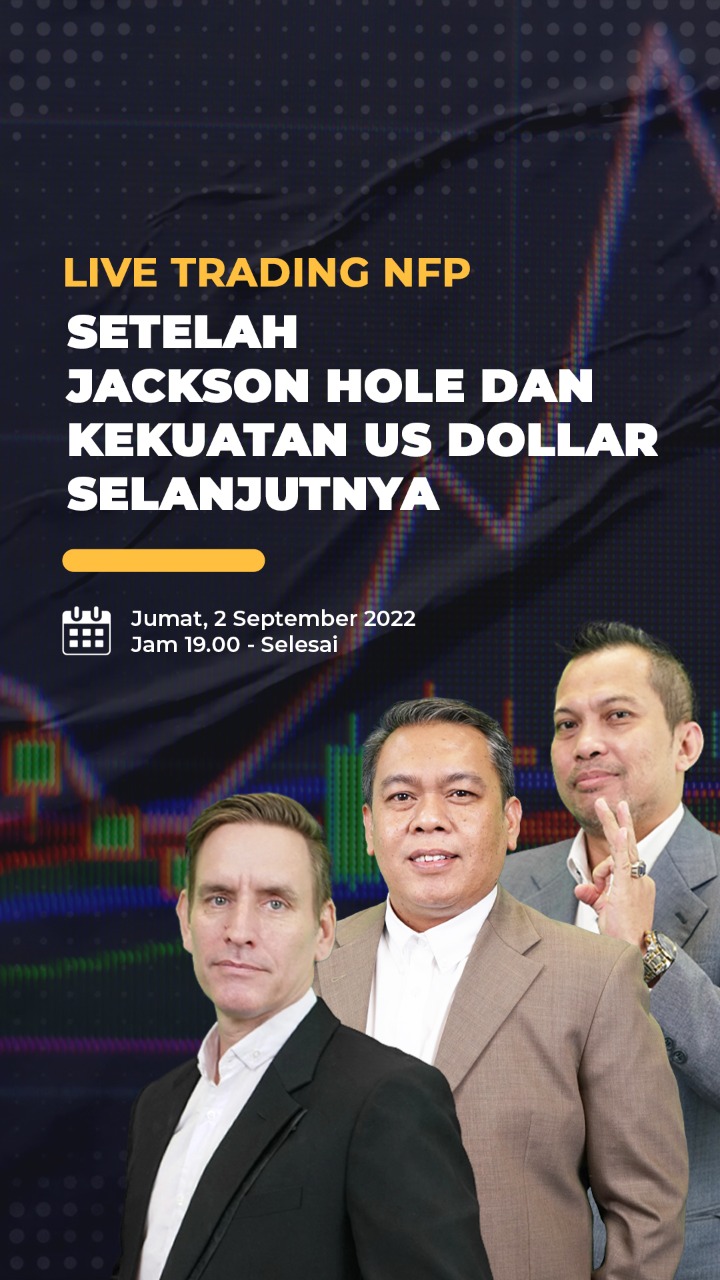 LIVE TRADING NFP
SETELAH
JACKSON HOLE DAN
KEKUATAN US DOLLAR
SELANJUTNYA
Jumat, 2 September 2022
Jam 19.00 - Selesai